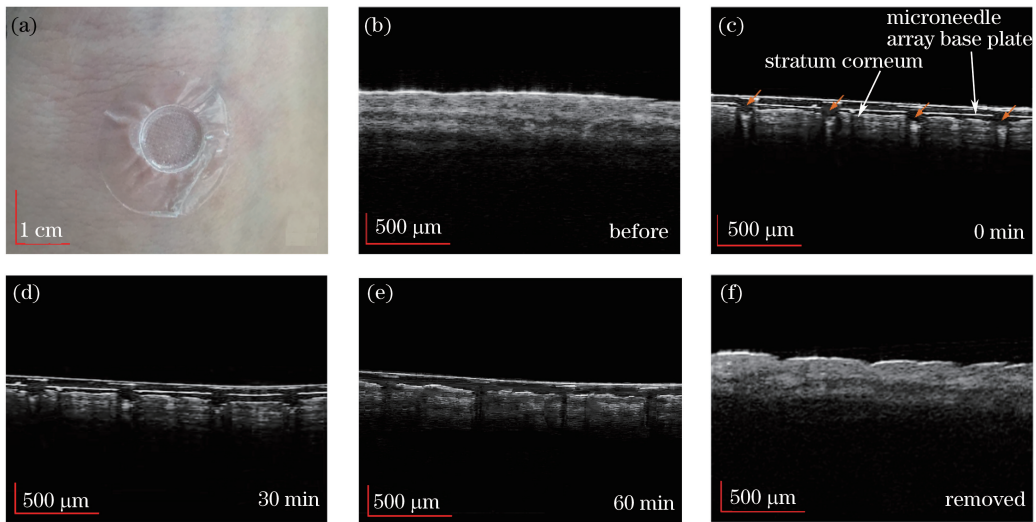 (a)
1 cm
(b)
500 μm
before
(c)
microneedle
array base plate
stratum corneum
500 μm
0 min
(d)
500 μm
30 min
(e)
500 μm
60 min
(f)
500 μm
removed